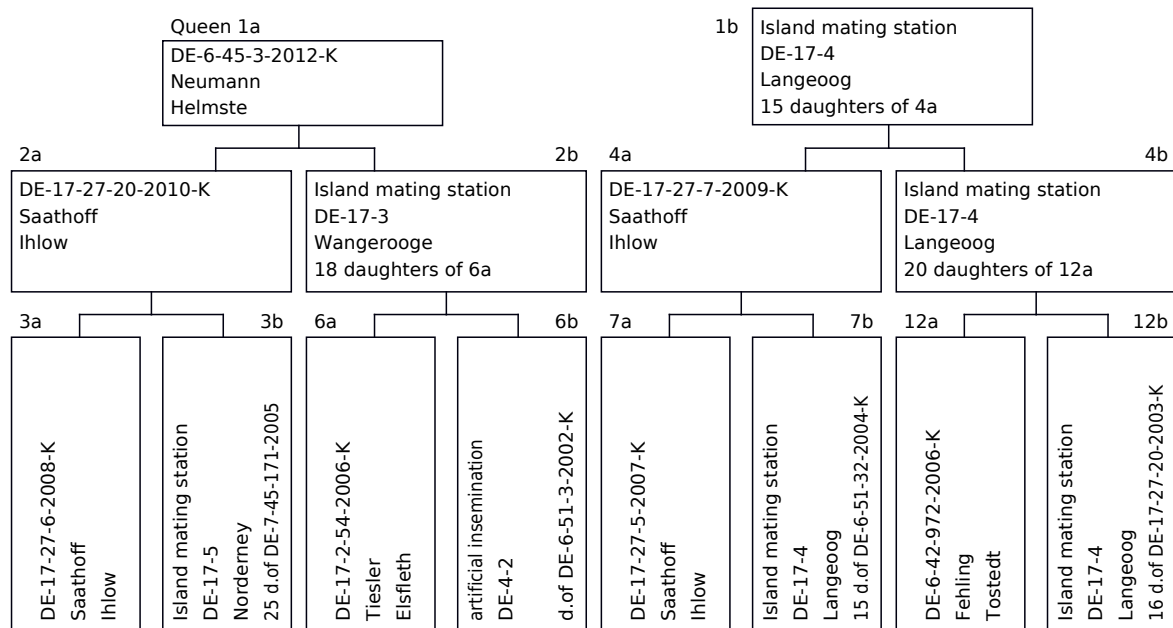 Queen 1a
DE-6-45-3-2012-K
Neumann
Helmste
1b
Island mating station
DE-17-4
Langeoog
15 daughters of 4a
2a
DE-17-27-20-2010-K
Saathoff
Ihlow
2b
Island mating station
DE-17-3
Wangerooge
18 daughters of 6a
4a
DE-17-27-7-2009-K
Saathoff
Ihlow
4b
Island mating station
DE-17-4
Langeoog
20 daughters of 12a
3a
DE-17-27-6-2008-K
Saathoff
Ihlow
3b
Island mating station
DE-17-5
Norderney
25 d.of DE-7-45-171-2005
6a
DE-17-2-54-2006-K
Tiesler
Elsfleth
6b
artificial insemination
DE-4-2
d.of DE-6-51-3-2002-K
7a
DE-17-27-5-2007-K
Saathoff
Ihlow
7b
Island mating station
DE-17-4
Langeoog
15 d.of DE-6-51-32-2004-K
12a
DE-6-42-972-2006-K
Fehling
Tostedt
12b
Island mating station
DE-17-4
Langeoog
16 d.of DE-17-27-20-2003-K